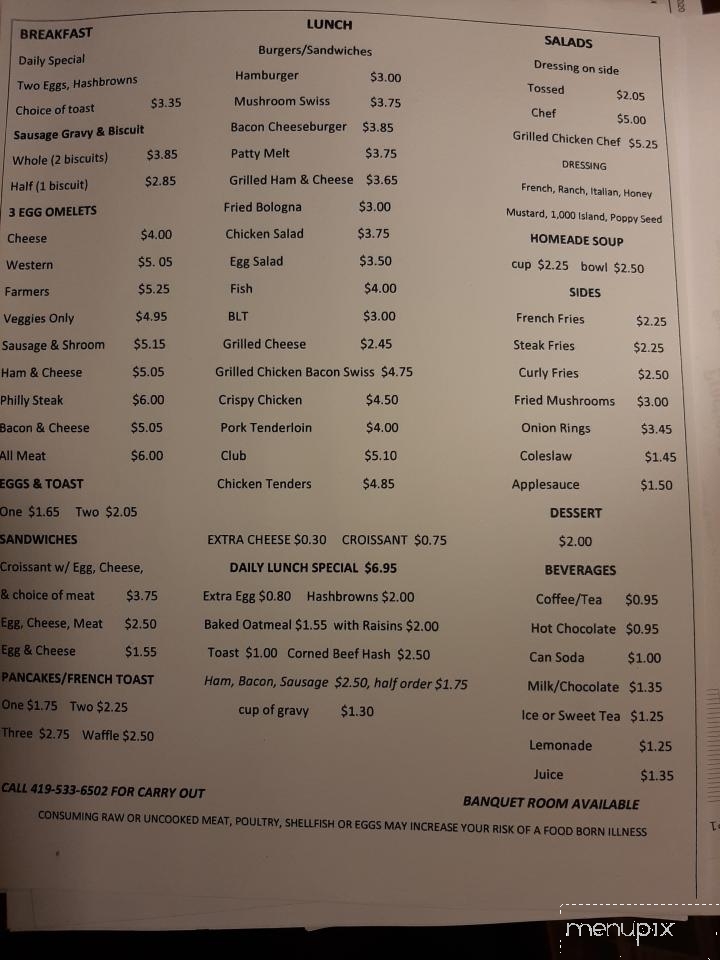 BREAKFAST
Daily Special
Two Eggs, Hashbrowns
Choice of toast $3.35
Sausage Gravy & Biscuit
Whole (2 biscuits) $3.85
Half (1 biscuit) $2.85
3 EGG OMELETS
Cheese $4.00
Western $5. 05
Farmers $5.25
Veggies Only $4.95
Sausage & Shroom $5.15
Ham & Cheese $5.05
Philly Steak $6.00
Bacon & Cheese $5.05
All Meat $6.00
EGGS & TOAST
One $1.65 Two $2.05
SANDWICHES
Croissant w/ Egg, Cheese,
& choice of meat $3.75
Egg, Cheese, Meat $2.50
Egg & Cheese $1.55
PANCAKES/FRENCH TOAST
One $1.75 Two $2.25
Three $2.75 Waffle $2.50
LUNCH
Burgers/Sandwiches
Hamburger $3.00
Mushroom Swiss $3.75
Bacon Cheeseburger $3.85
Patty Melt $3.75
Grilled Ham & Cheese $3.65
Fried Bologna $3.00
Chicken Salad $3.75
Egg Salad $3.50
Fish $4.00
BLT $3.00
Grilled Cheese $2.45
Grilled Chicken Bacon Swiss $4.75
Crispy Chicken $4.50
Pork Tenderloin $4.00
Club $5.10
Chicken Tenders $4.85
EXTRA CHEESE $0.30 CROISSANT $0.75
DAILY LUNCH SPECIAL $6.95
Extra Egg $0.80 Hashbrowns $2.00
Baked Oatmeal $1.55 with Raisins $2.00
Toast $1.00 Corned Beef Hash $2.50
Ham, Bacon, Sausage $2.50, half order $1.75
cup of gravy $1.30
SALADS
Dressing on side
Tossed $2.05
Chef $5.00
Grilled Chicken Chef $5.25
DRESSING
French, Ranch, Italian, Honey
Mustard, 1,000 Island, Poppy Seed
HOMEADE SOUP
cup $2.25 bowl $2.50
SIDES
French Fries $2.25
Steak Fries $2.25
Curly Fries $2.50
Fried Mushrooms $3.00
Onion Rings $3.45
Coleslaw $1.45
Applesauce $1.50
DESSERT
$2.00
BEVERAGES
Coffee/Tea $0.95
Hot Chocolate $0.95
Can Soda $1.00
Milk/Chocolate $1.35
Ice or Sweet Tea $1.25
Lemonade $1.25
Juice $1.35
CALL 419-533-6502 FOR CARRY OUT
BANQUET ROOM AVAILABLE
CONSUMING RAW OR UNCOOKED MEAT, POULTRY, SHELLFISH OR EGGS MAY INCREASE YOUR RISK OF A FOOD BORN ILLNESS
menupix